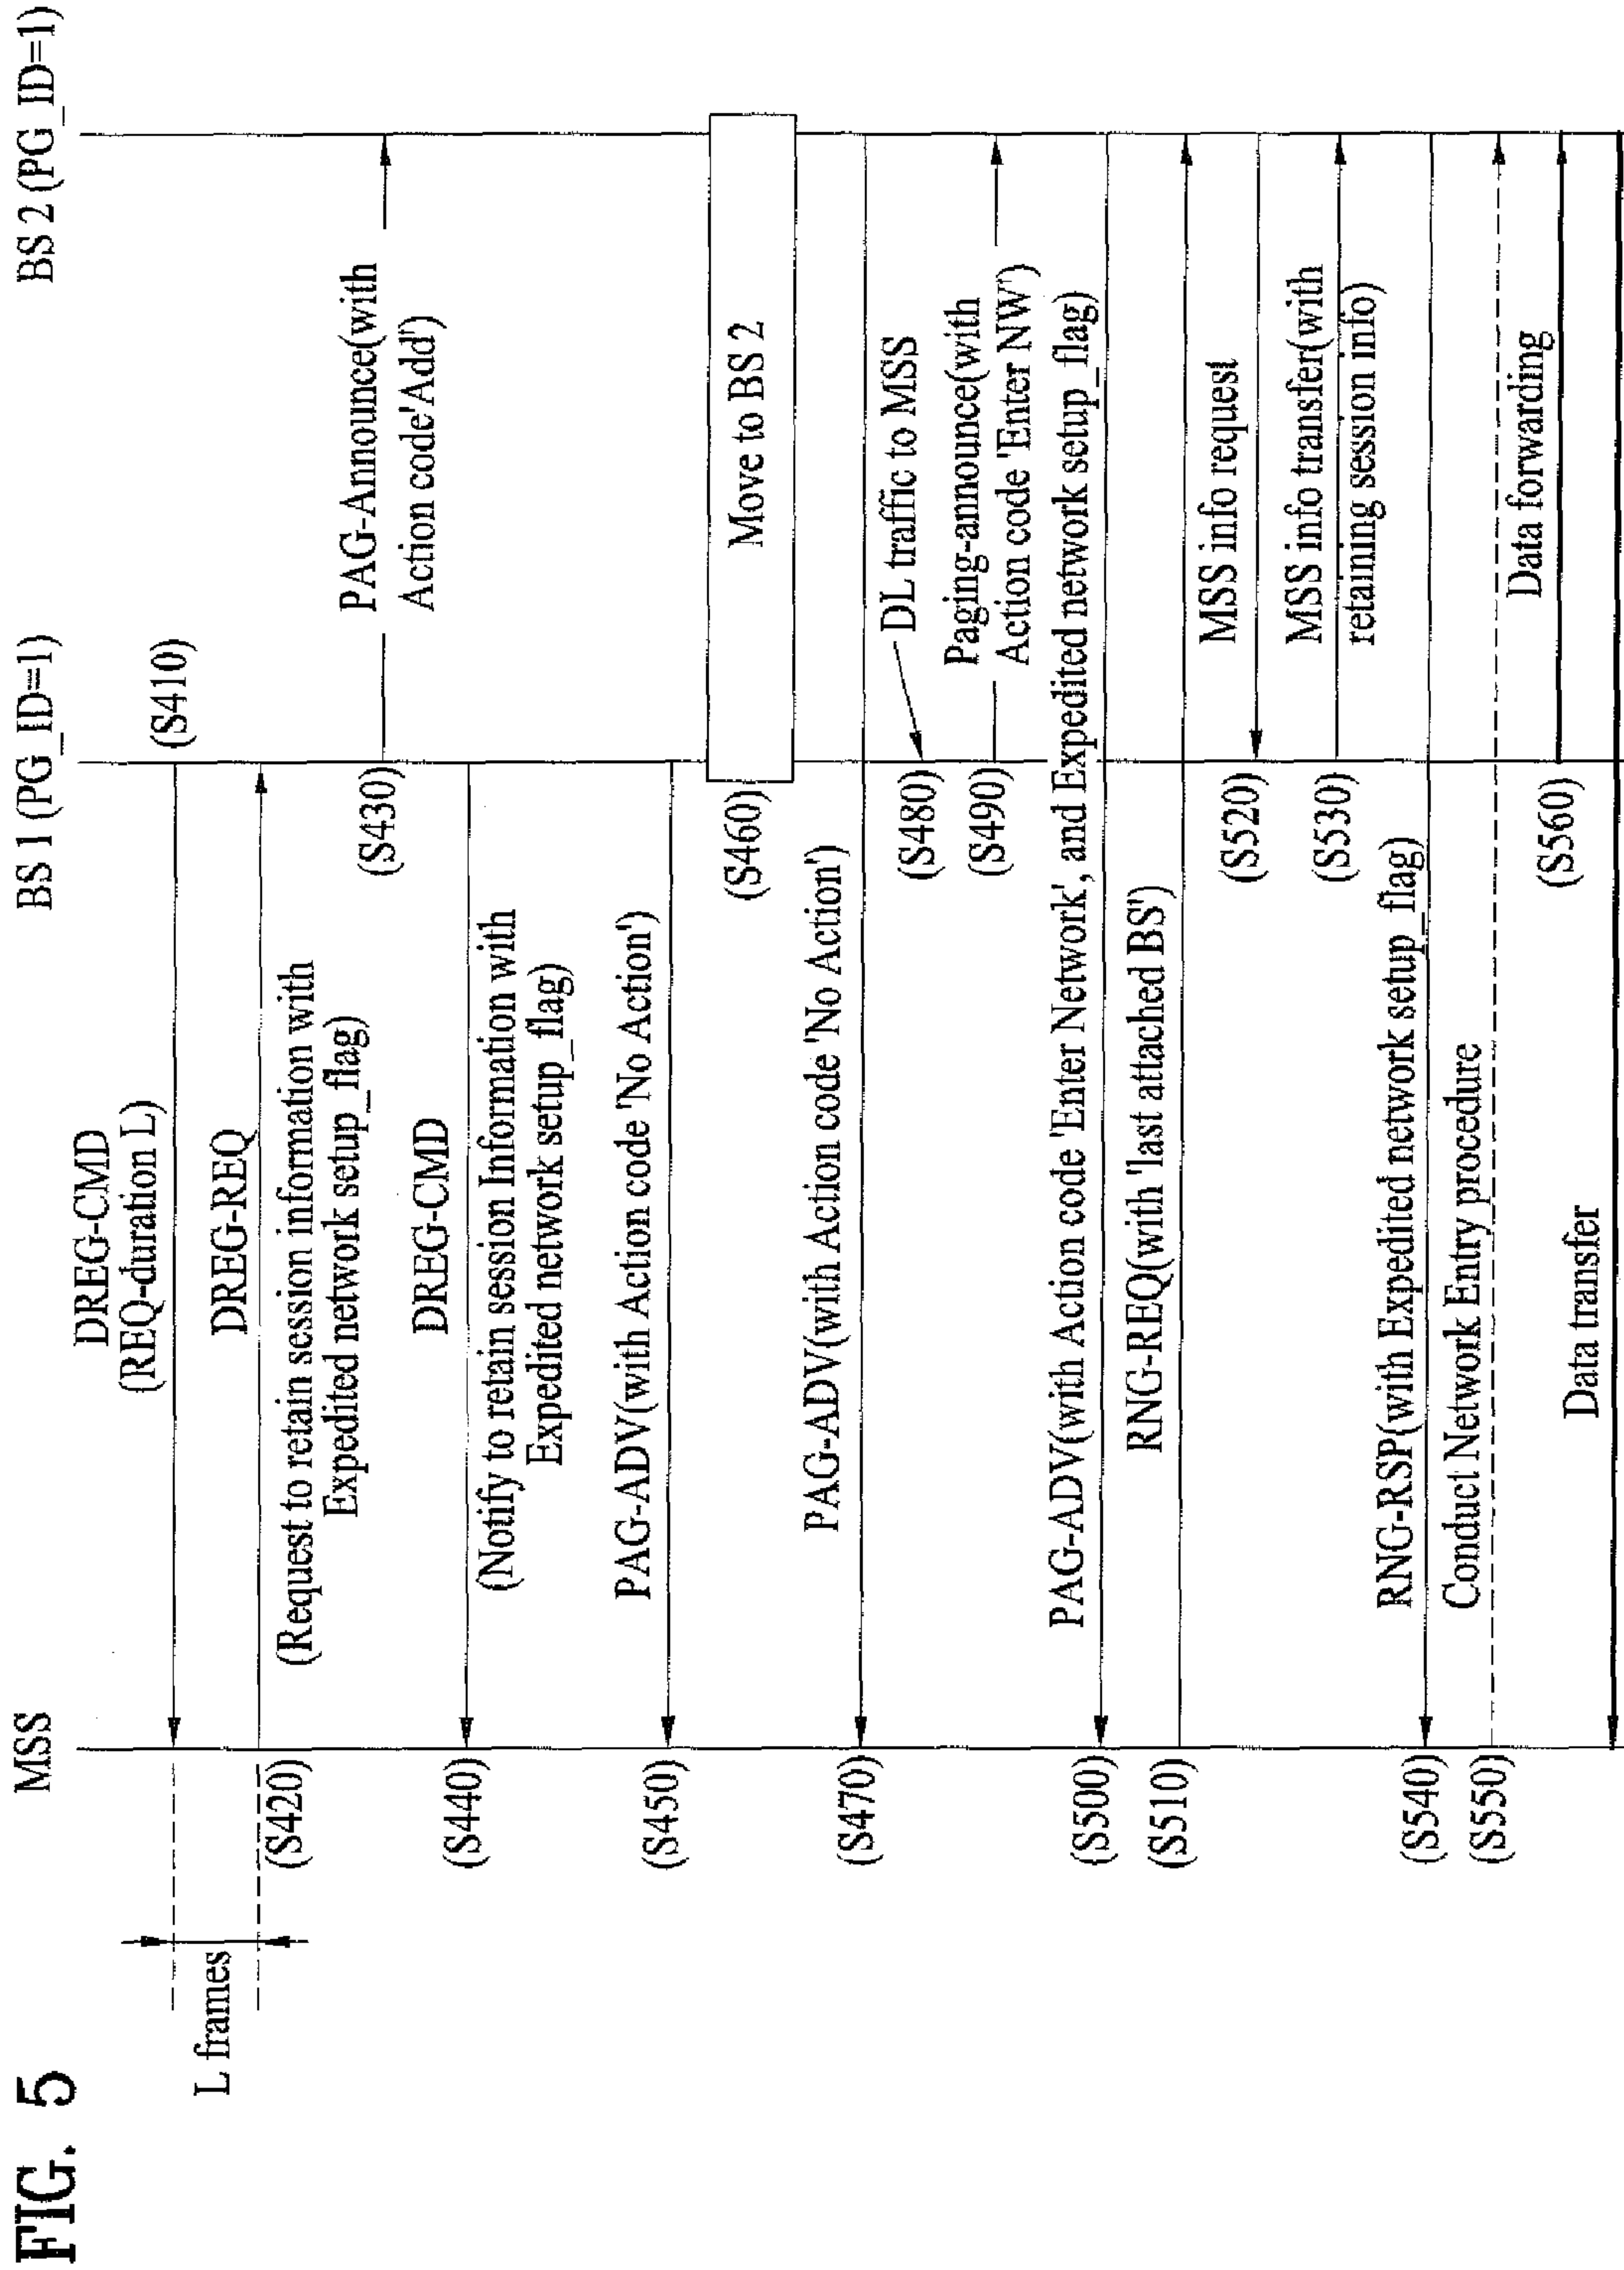 FIG. 5
MSS
BS 1 (PG_ID=1)
BS 2 (PG_ID=1)
L frames
DREG-CMD
(REQ-duration L)
(S410)
DREG-REQ
(S420)
(Request to retain session information with
Expedited network setup_flag)
(S430)
PAG-Announce(with
Action code'Add')
DREG-CMD
(S440)
(Notify to retain session Information with
Expedited network setup_flag)
PAG-ADV(with Action code 'No Action')
(S450)
(S460)
Move to BS 2
PAG-ADV(with Action code 'No Action')
(S470)
DL traffic to MSS
(S480)
Paging-announce(with
(S490)
Action code 'Enter NW')
PAG-ADV(with Action code 'Enter Network', and Expedited network setup_flag)
(S500)
RNG-REQ(with 'last attached BS")
(S510)
MSS info request
(S520)
MSS info transfer(with
(S530)
retaining session info)
RNG-RSP(with Expedited network setup_flag)
(S540)
Conduct Network Entry procedure
(S550)
Data forwarding
(S560)
Data transfer